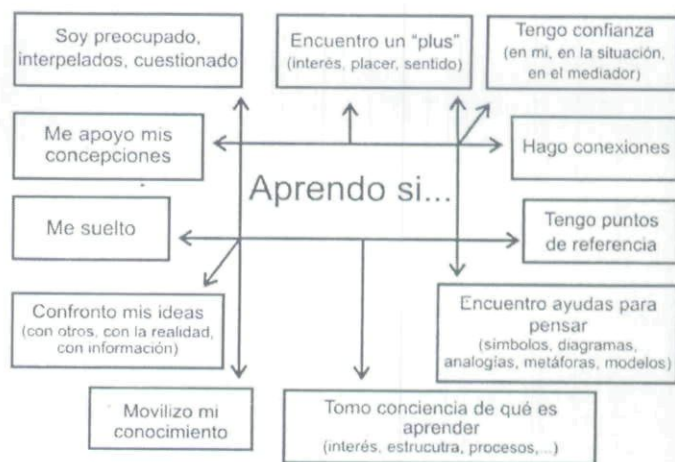 Soy preocupado,
interpelados, cuestionado
Encuentro un "plus"
(interés, placer, sentido)
Tengo confianza
(en mi, en la situación,
en el mediador)
Me apoyo mis
concepciones
Hago conexiones
Aprendo si...
Me suelto
Tengo puntos
de referencia
Confronto mis ideas
(con otros, con la realidad,
con información)
Encuentro ayudas para
pensar
(símbolos, diagramas,
analogías, metáforas, modelos)
Movilizo mi
conocimiento
Tomo conciencia de qué es
aprender
(interés, estrucutra, procesos,...)